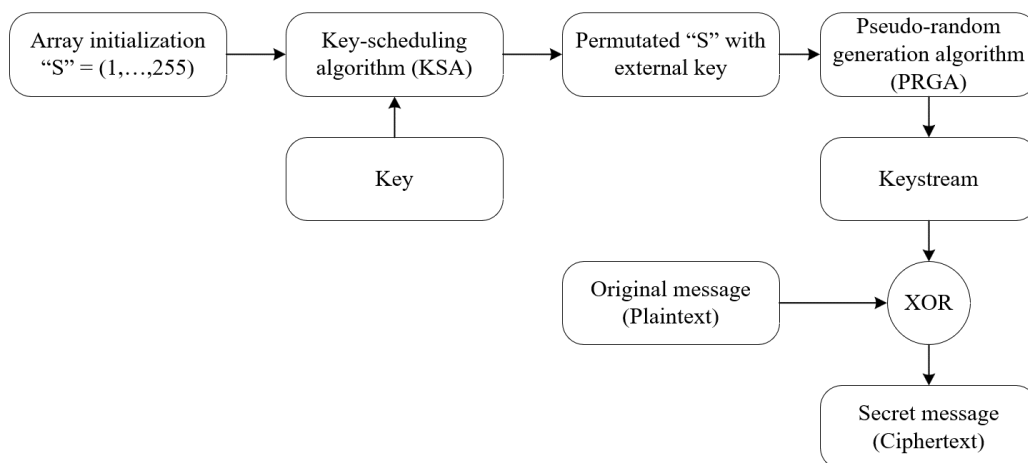 Array initialization
“S” = (1,…,255)
Key-scheduling
algorithm (KSA)
Permutated “S” with
external key
Pseudo-random
generation algorithm
(PRGA)
Key
Keystream
Original message
(Plaintext)
XOR
Secret message
(Ciphertext)